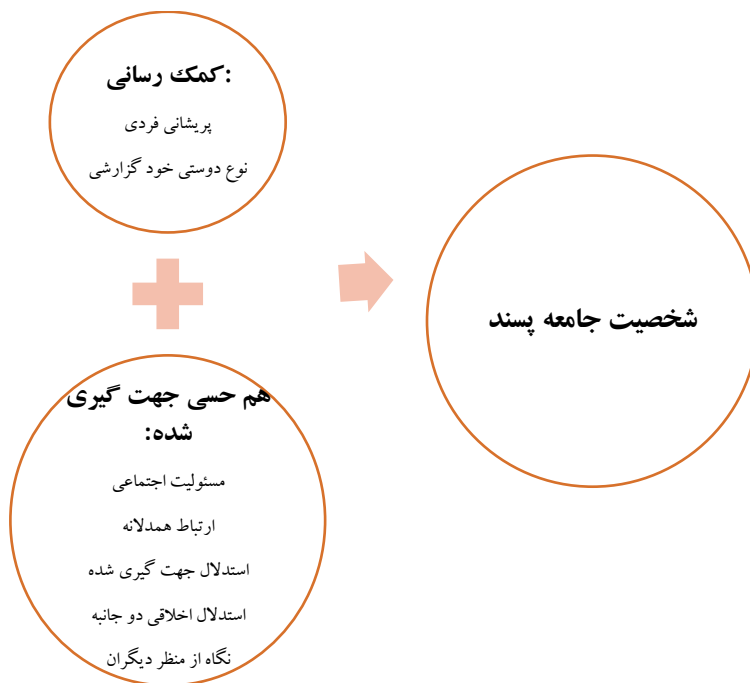 کمک رسانی:
پریشانی فردی
نوع دوستی خود گزارشی
هم حسی جهت گیری
شده:
مسئولیت اجتماعی
ارتباط همدلانه
استدلال جهت گیری شده
استدلال اخلاقی دو جانبه
نگاه از منظر دیگران
شخصیت جامعه پسند